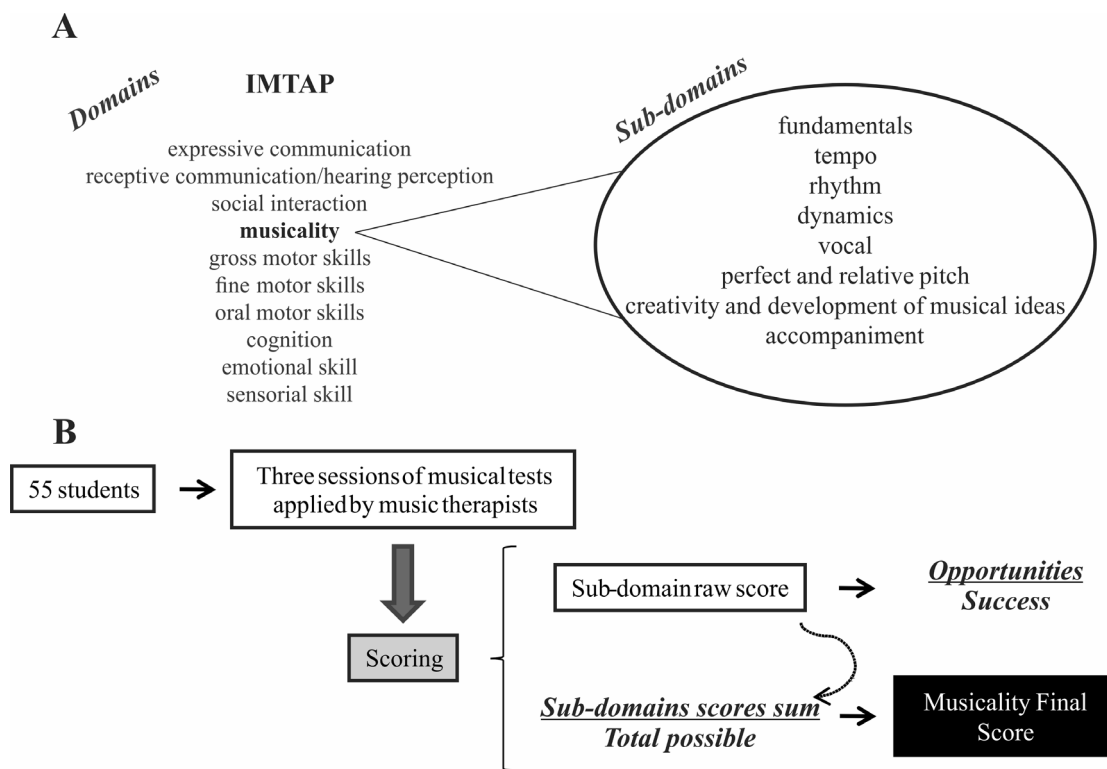 A
Domains
IMTAP
expressive communication
receptive communication/hearing perception
social interaction
musicality
gross motor skills
fine motor skills
oral motor skills
cognition
emotional skill
sensorial skill
Sub-domains
fundamentals
tempo
rhythm
dynamics
vocal
perfect and relative pitch
creativity and development of musical ideas
accompaniment
B
55 students
Three sessions of musical tests
applied by music therapists
Scoring
Sub-domain raw score
Opportunities
Success
Sub-domains scores sum
Total possible
Musicality Final
Score